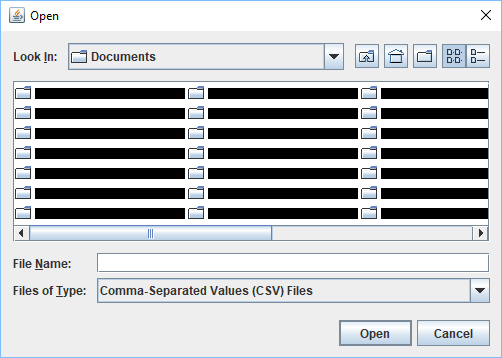 Open
Look In: Documents
File Name:
Files of Type: Comma-Separated Values (CSV) Files
Open Cancel